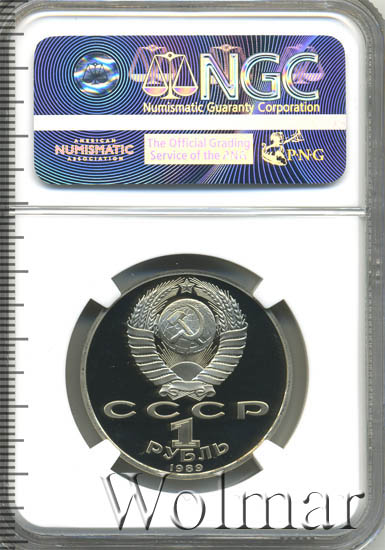 NGC
Numismatic Guaranty Corporation
AMERICAN
NUMISMATIC
ASSOCIATION
The Official Grading
Service of the PNG
PNG
СССР
1
РУБЛЬ
1989
Wolmar